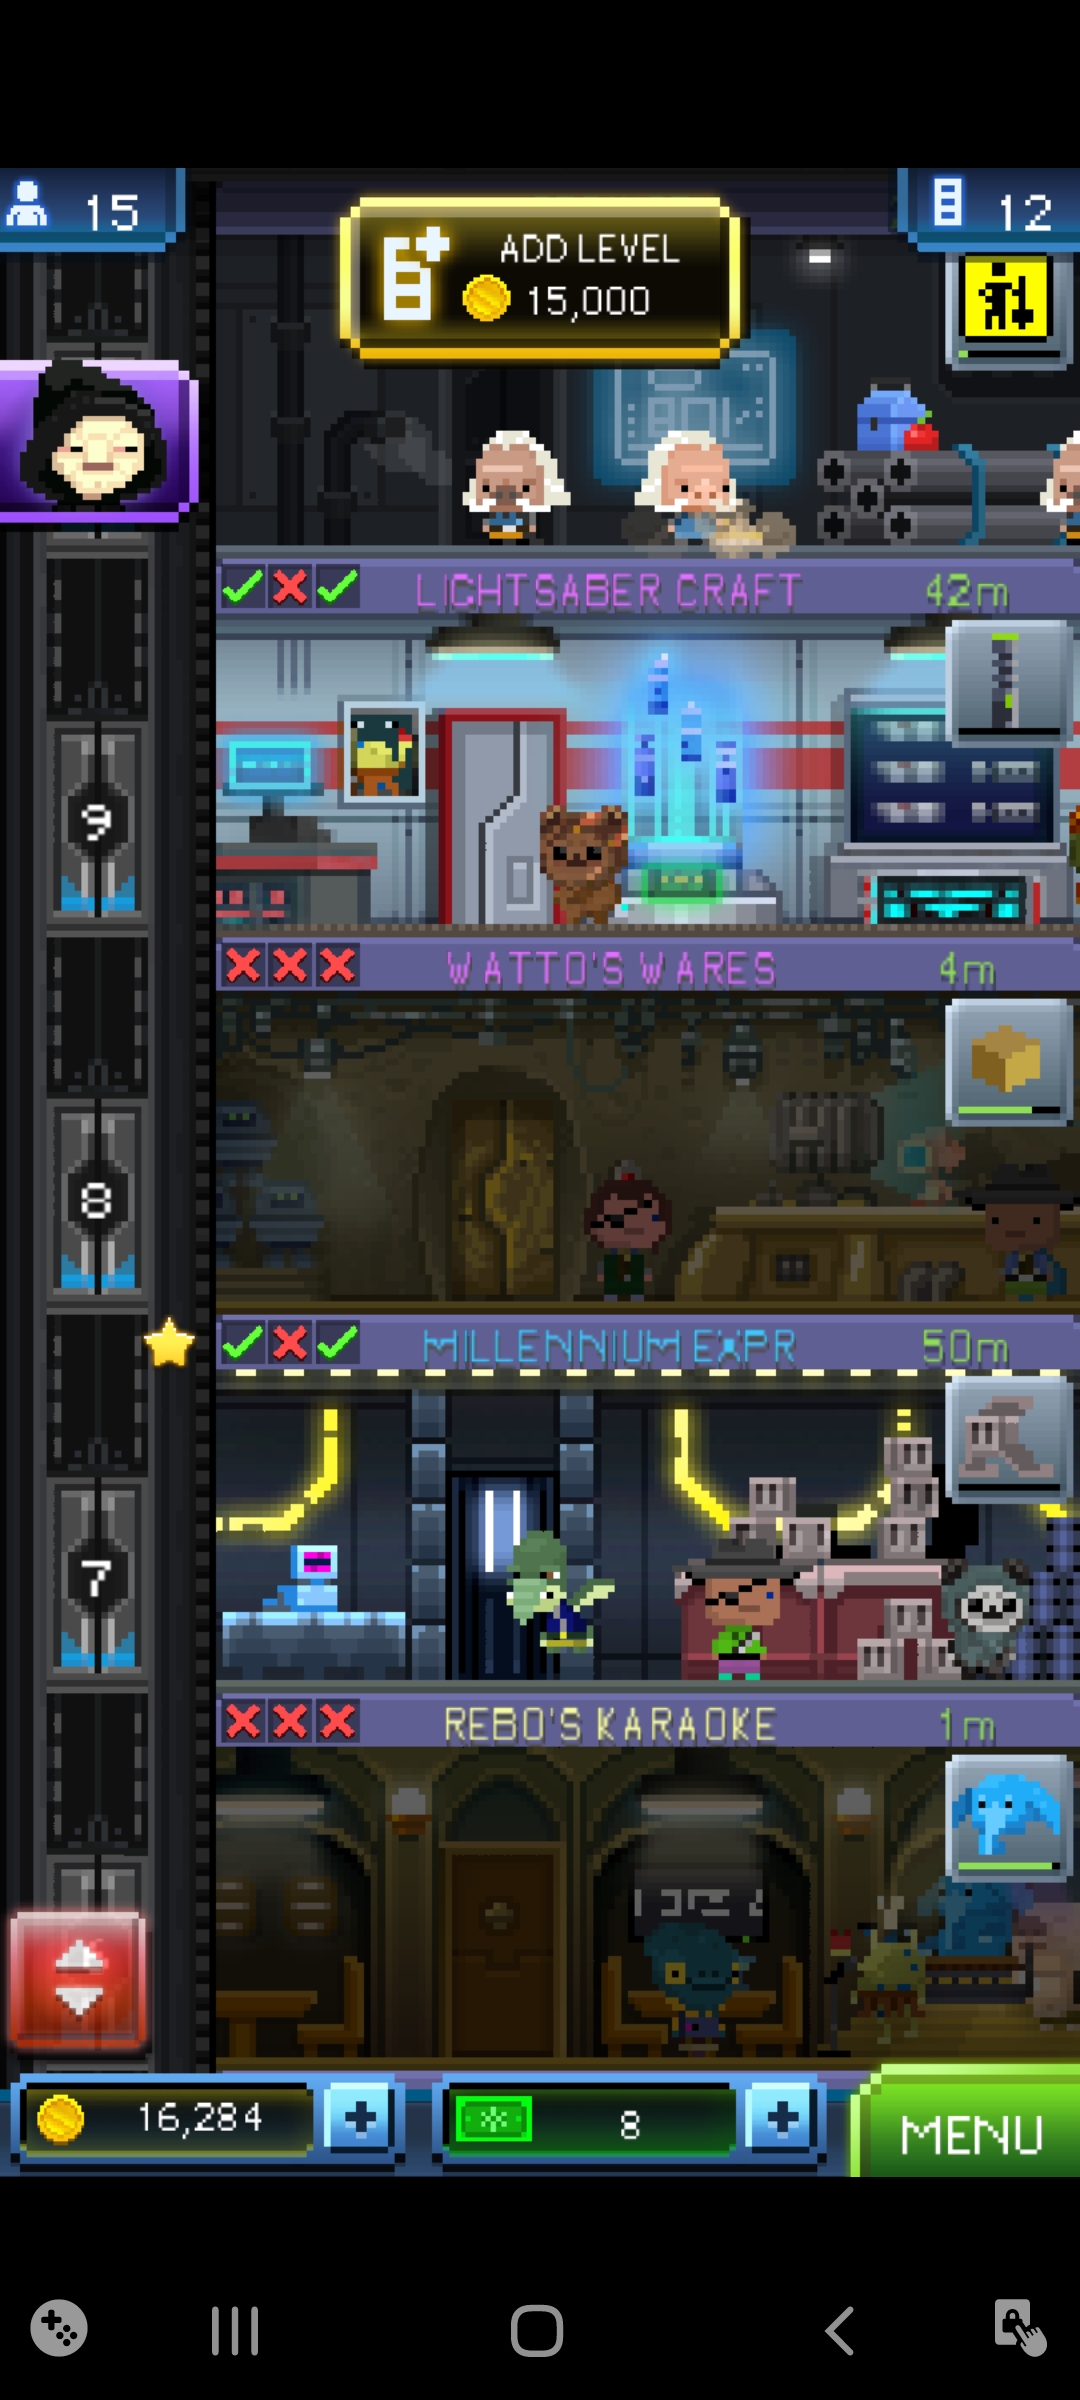 15
12
ADD LEVEL
15,000
LIGHTSABER CRAFT 42m
9
WATTO'S WARES 4m
8
MILLENNIUM EXPR 50m
7
REBO'S KARAOKE 1m
16,284
8
MENU